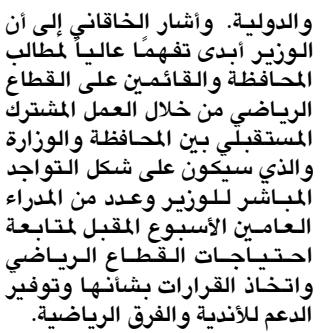 والدولية. وأشار الخاقاني إلى أن
الوزير أبدى تفهمًا عالياً لمطالب
المحافظة والقائمين على القطاع
الرياضي من خلال العمل المشترك
المستقبلي بين المحافظة والوزارة
والذي سيكون على شكل التواجد
المباشر للوزير وعدد من المدراء
العامين الأسبوع المقبل لمتابعة
احتياجات القطاع الرياضي
واتخاذ القرارات بشأنها وتوفير
الدعم للأندية والفرق الرياضية.